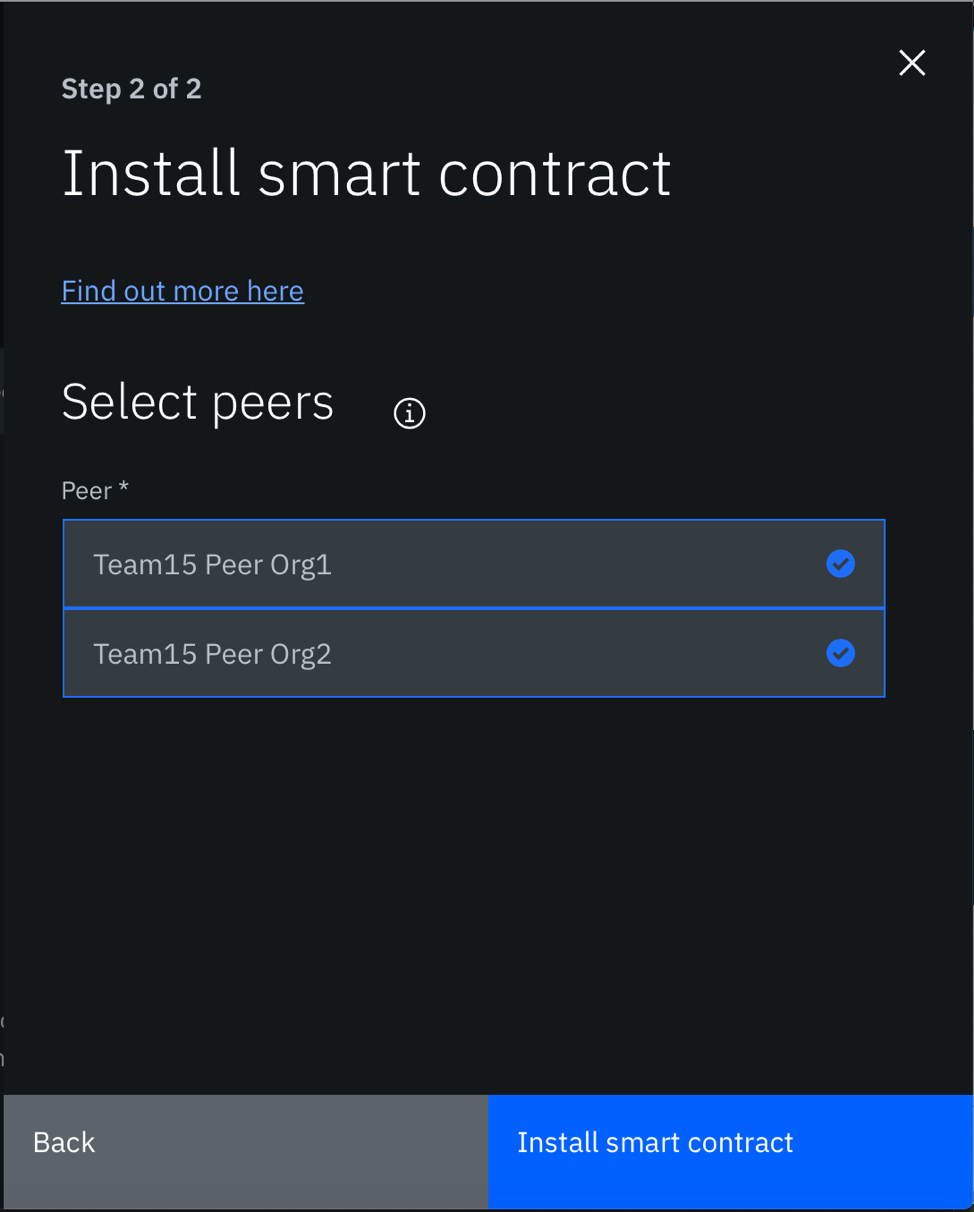 Step 2 of 2
Install smart contract
Find out more here
Select peers
Peer *
Team15 Peer Org1
Team15 Peer Org2
Back
Install smart contract